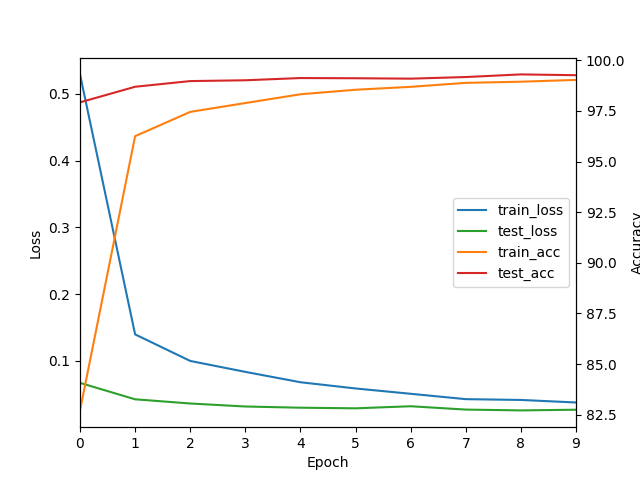 0.5
0.4
0.3
0.2
0.1
Loss
100.0
97.5
95.0
92.5
90.0
87.5
85.0
82.5
Accuracy
train_loss
test_loss
train_acc
test_acc
0 1 2 3 4 5 6 7 8 9
Epoch